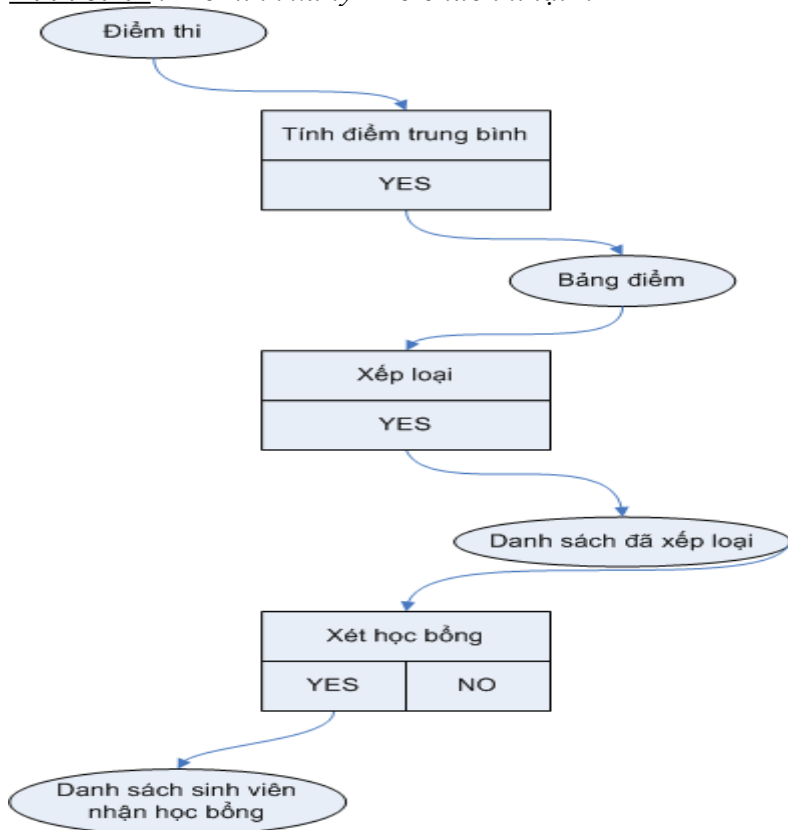 Điểm thi
Tính điểm trung bình
YES
Bảng điểm
Xếp loại
YES
Danh sách đã xếp loại
Xét học bổng
YES NO
Danh sách sinh viên
nhận học bổng